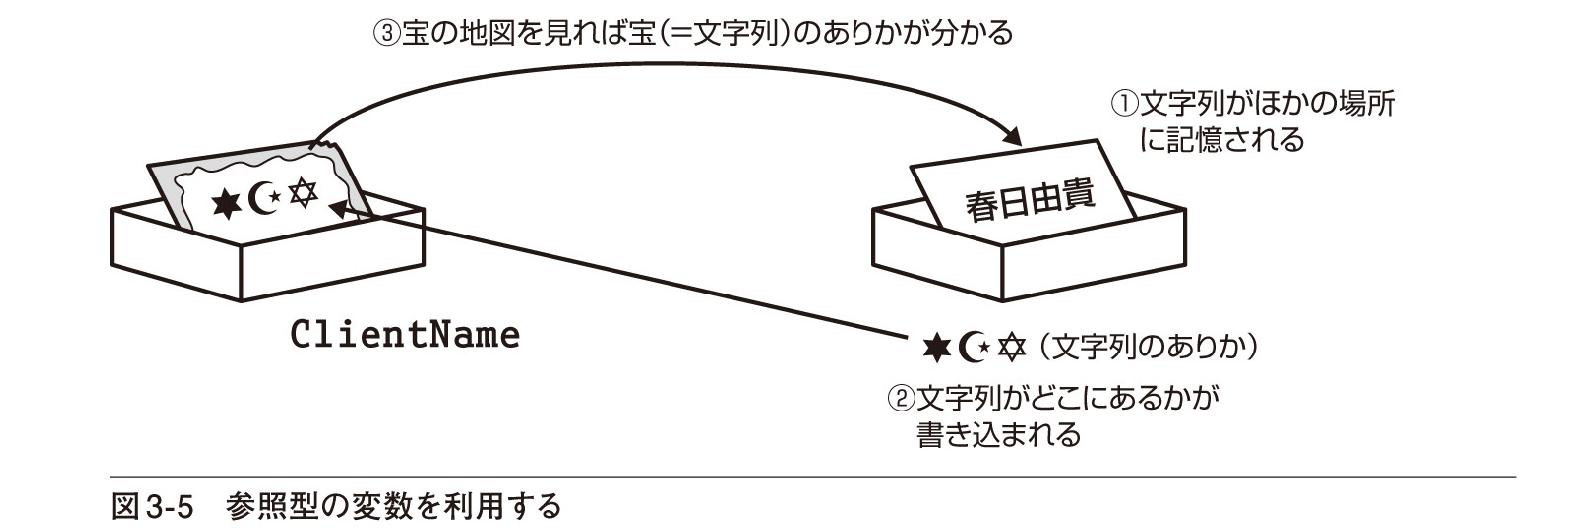 ③宝の地図を見れば宝(=文字列)のありかが分かる
①文字列がほかの場所
に記憶される
春日由貴
ClientName
(文字列のありか)
②文字列がどこにあるかが
書き込まれる
図3-5 参照型の変数を利用する